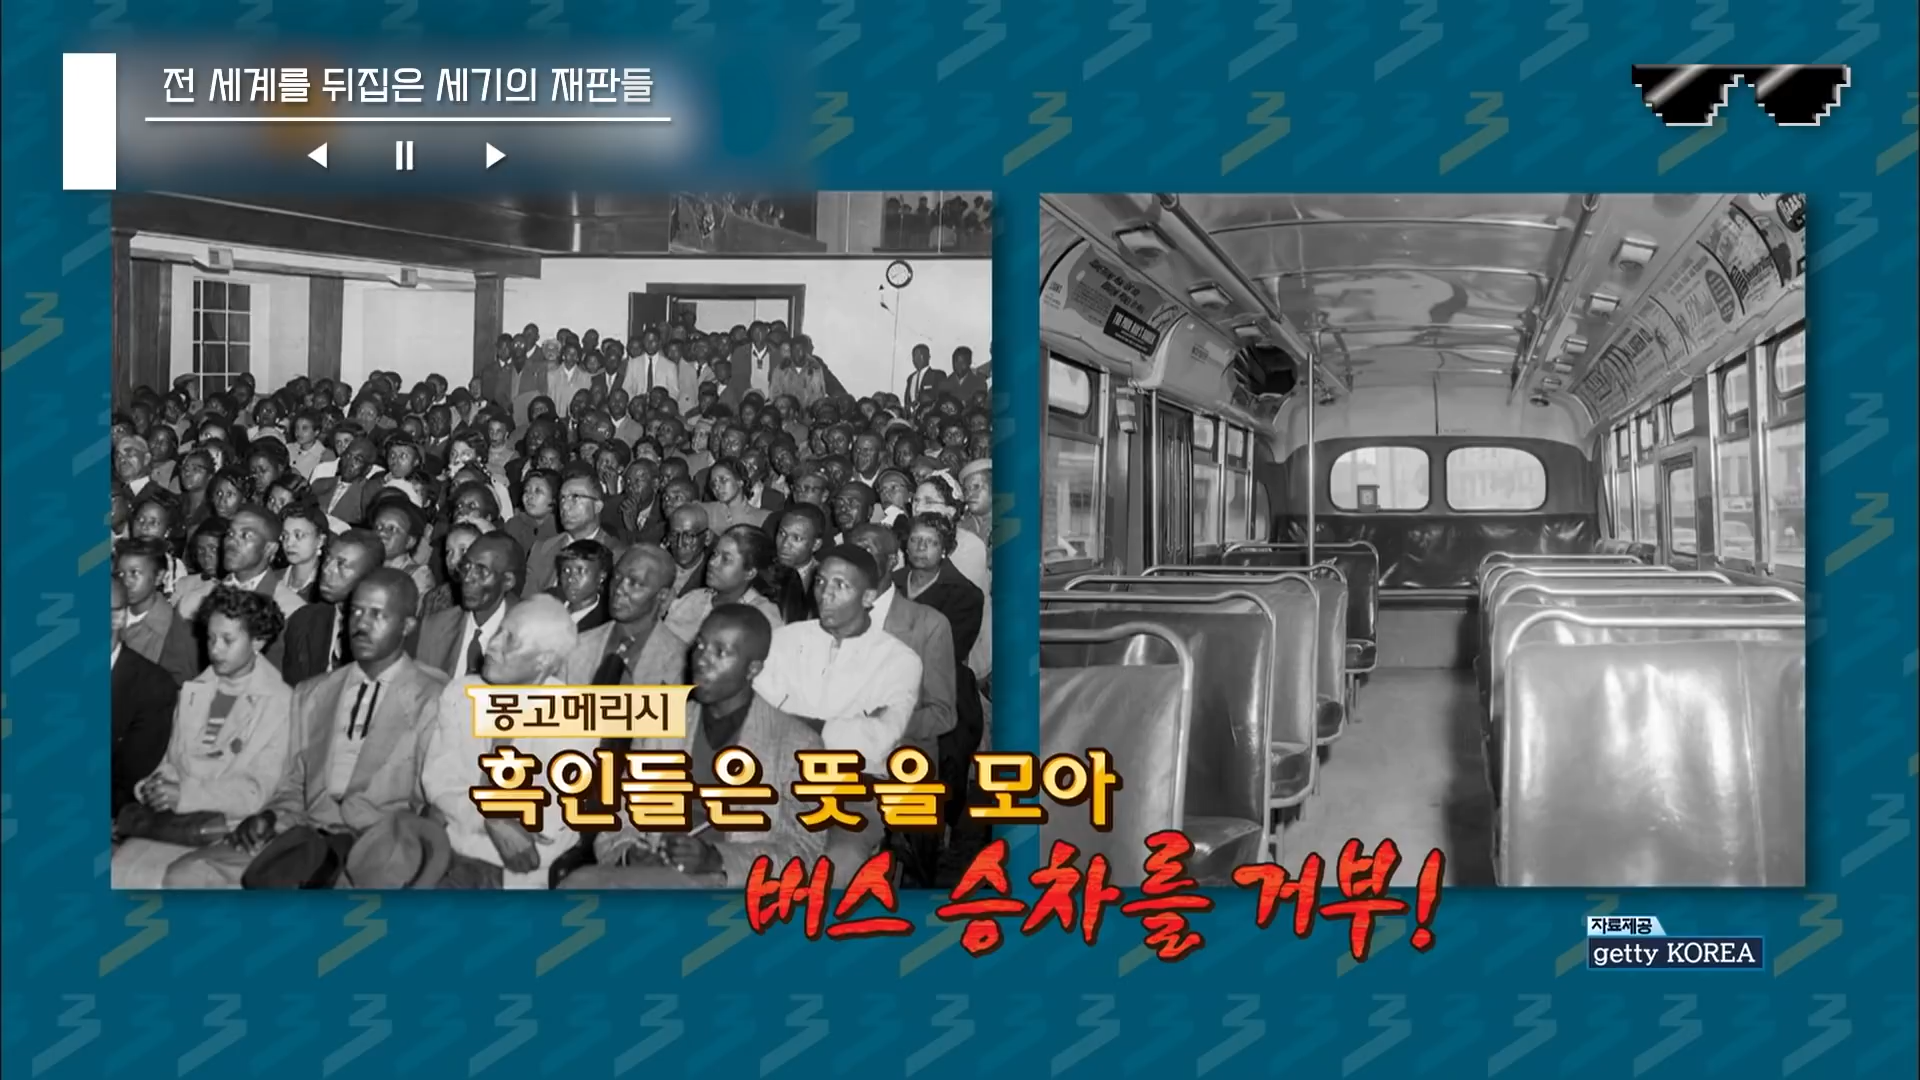 전 세계를 뒤집은 세기의 재판들
몽고메리시
흑인들은 뜻을 모아
버스 승차를 거부!
자료제공
getty KOREA